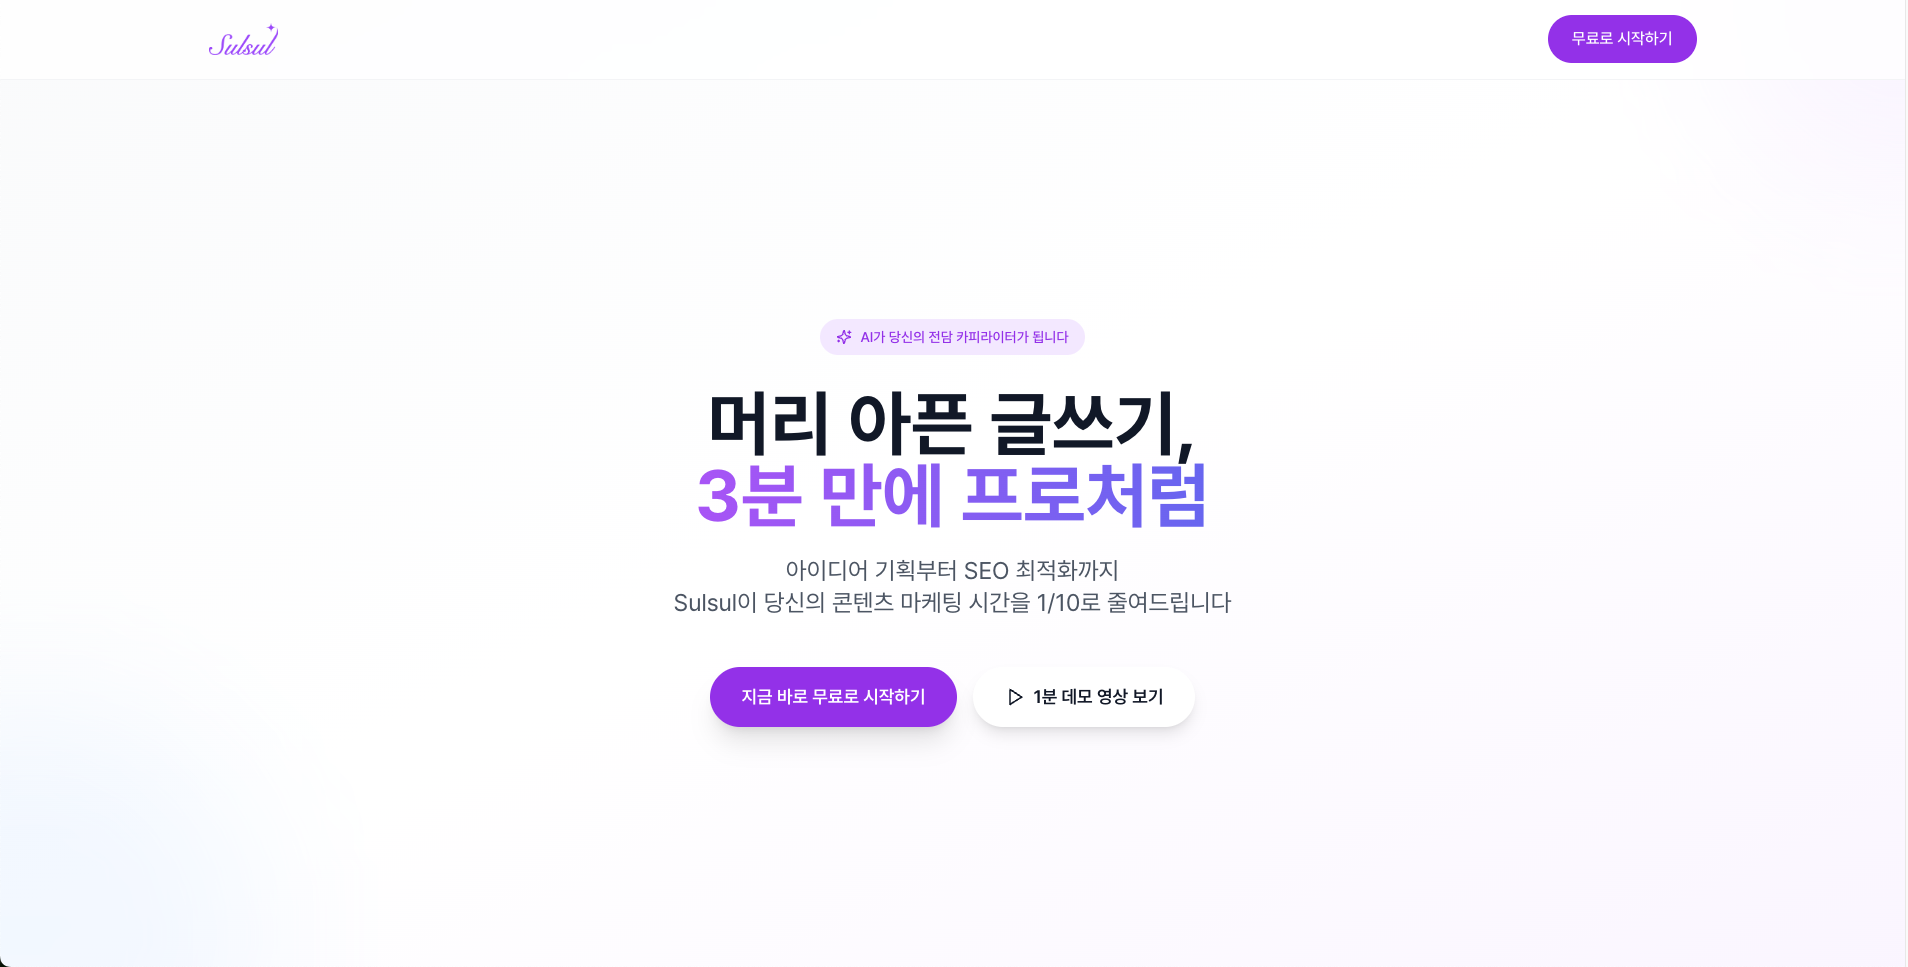 Sulsul
무료로 시작하기
AI가 당신의 전담 카피라이터가 됩니다
머리 아픈 글쓰기,
3분 만에 프로처럼
아이디어 기획부터 SEO 최적화까지
Sulsul이 당신의 콘텐츠 마케팅 시간을 1/10로 줄여드립니다
지금 바로 무료로 시작하기
1분 데모 영상 보기